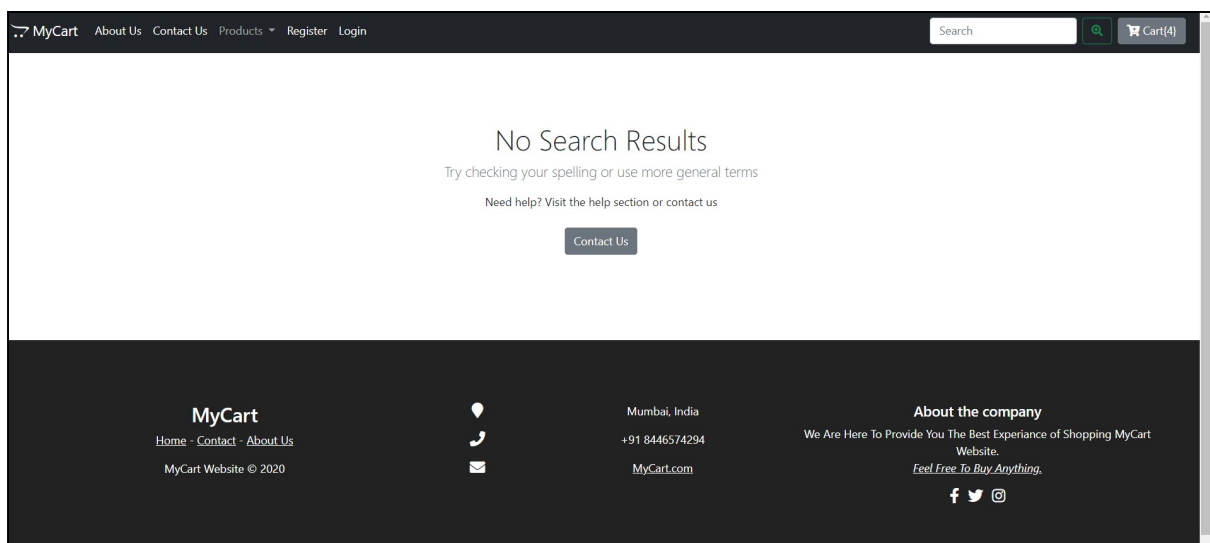 MyCart About Us Contact Us Products Register Login Search Cart(4)
No Search Results
Try checking your spelling or use more general terms
Need help? Visit the help section or contact us
Contact Us
MyCart
Home - Contact - About Us
MyCart Website © 2020
Mumbai, India
+91 8446574294
MyCart.com
About the company
We Are Here To Provide You The Best Experiance of Shopping MyCart
Website.
Feel Free To Buy Anything.